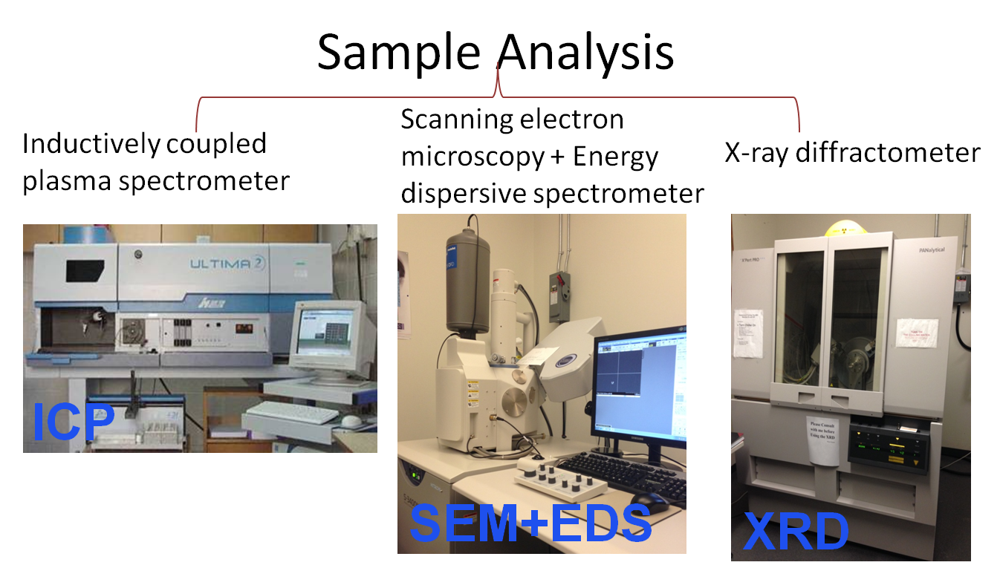 Sample Analysis
Inductively coupled
plasma spectrometer
Scanning electron
microscopy + Energy
dispersive spectrometer
X-ray diffractometer
ULTIMA 2
ICP
SEM+EDS
X'Pert PRO
PANalytical
Please Consult
with me before
Using the XRD
XRD